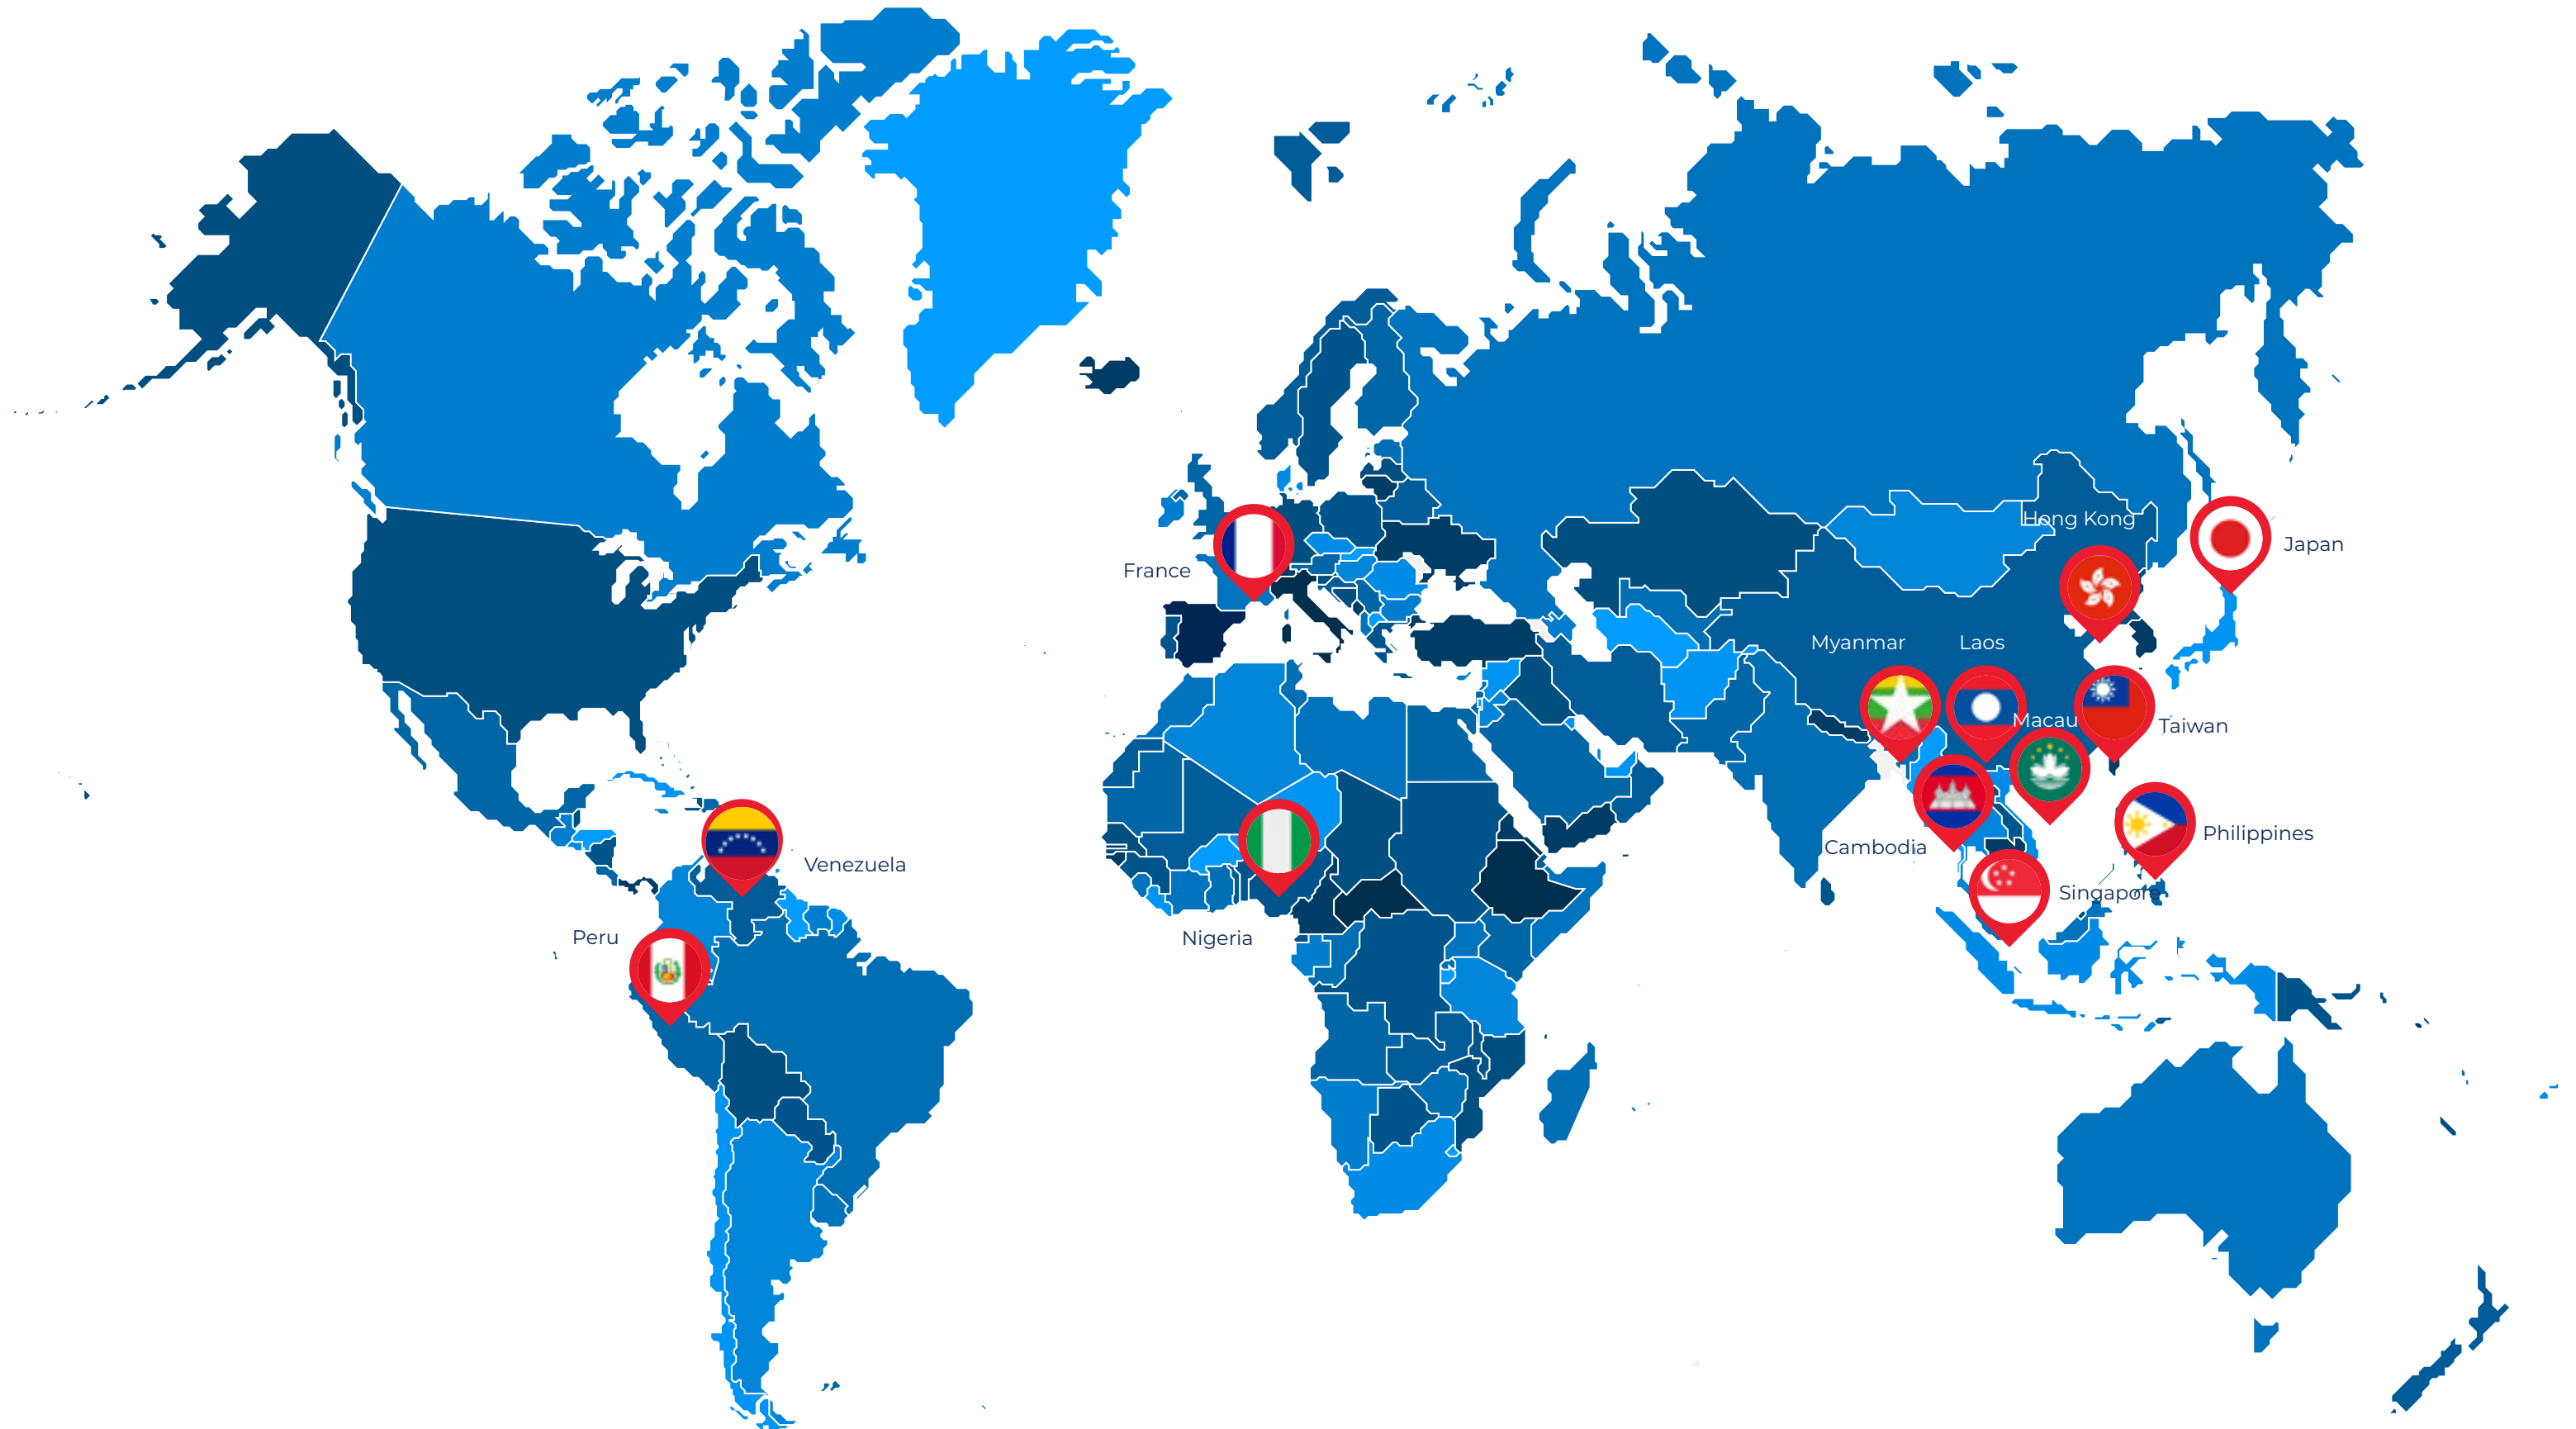 Hong Kong
Japan
France
Myanmar
Laos
Macau
Taiwan
Philippines
Cambodia
Venezuela
Singapore
Peru
Nigeria